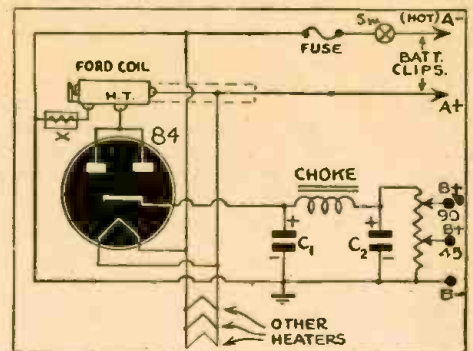 Sw (HOT) A-
FUSE
BATT.
CLIPS.
A+
FORD COIL
H.T.
X
84
CHOKE
+ +
C1 C2
- -
B+
90
B+
45
B-
OTHER
HEATERS